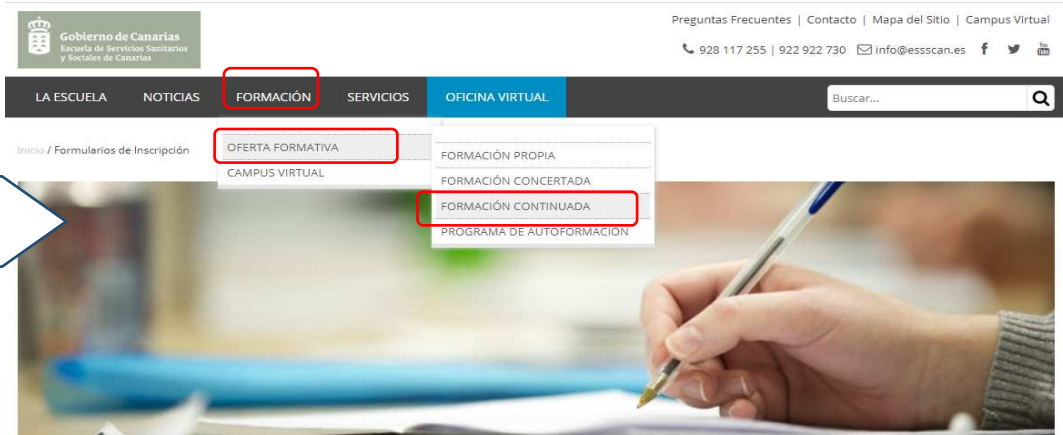 Gobierno de Canarias
Escuela de Servicios Sanitarios
y Sociales de Canarias
Preguntas Frecuentes | Contacto | Mapa del Sitio | Campus Virtual
928 117 255 | 922 922 730 info@essscan.es
You
Tube
LA ESCUELA NOTICIAS FORMACIÓN SERVICIOS OFICINA VIRTUAL Buscar...
Inicio / Formularios de Inscripción
OFERTA FORMATIVA
CAMPUS VIRTUAL
FORMACIÓN PROPIA
FORMACIÓN CONCERTADA
FORMACIÓN CONTINUADA
PROGRAMA DE AUTOFORMACIÓN